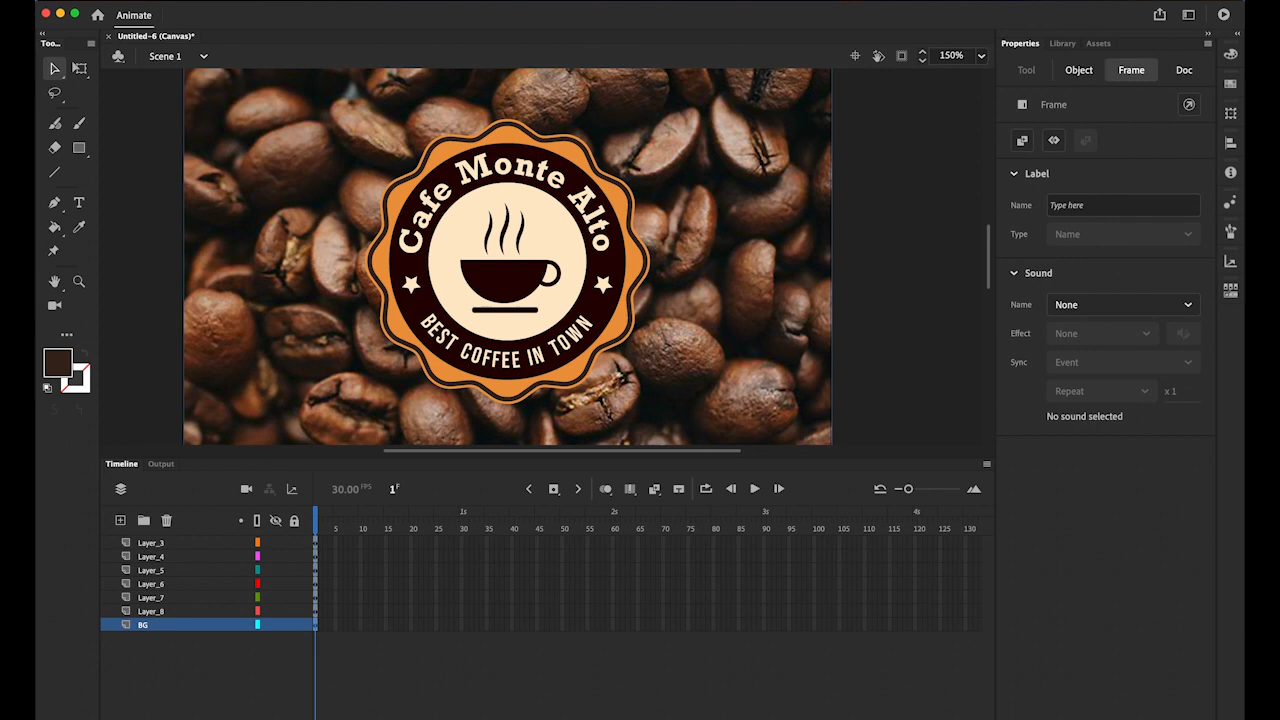 Animate
Too...
Untitled-6 (Canvas)*
Scene 1
150%
Cafe Monte Alto
BEST COFFEE IN TOWN
Properties
Library
Assets
Tool
Object
Frame
Doc
Frame
Label
Name
Type here
Type
Name
Sound
Name
None
Effect
None
Sync
Event
Repeat
x 1
No sound selected
Timeline
Output
30.00 FPS
1F
1s
2s
3s
4s
5 10 15 20 25 30 35 40 45 50 55 60 65 70 75 80 85 90 95 100 105 110 115 120 125 130
Layer_3
Layer_4
Layer_5
Layer_6
Layer_7
Layer_8
BG